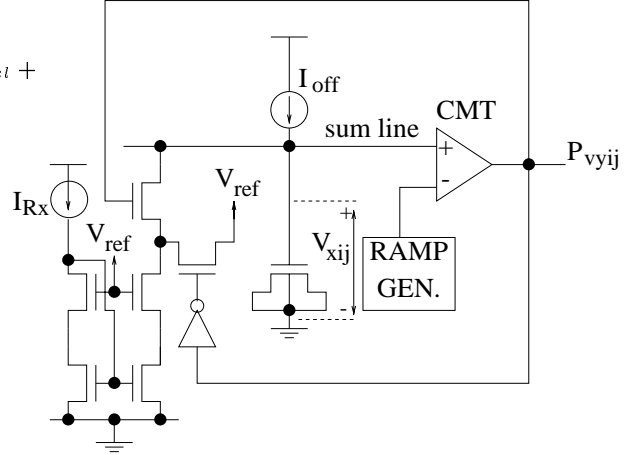 I off
CMT
sum line
+
-
P vyij
I Rx
V ref
V ref
+
V xij
-
RAMP
GEN.